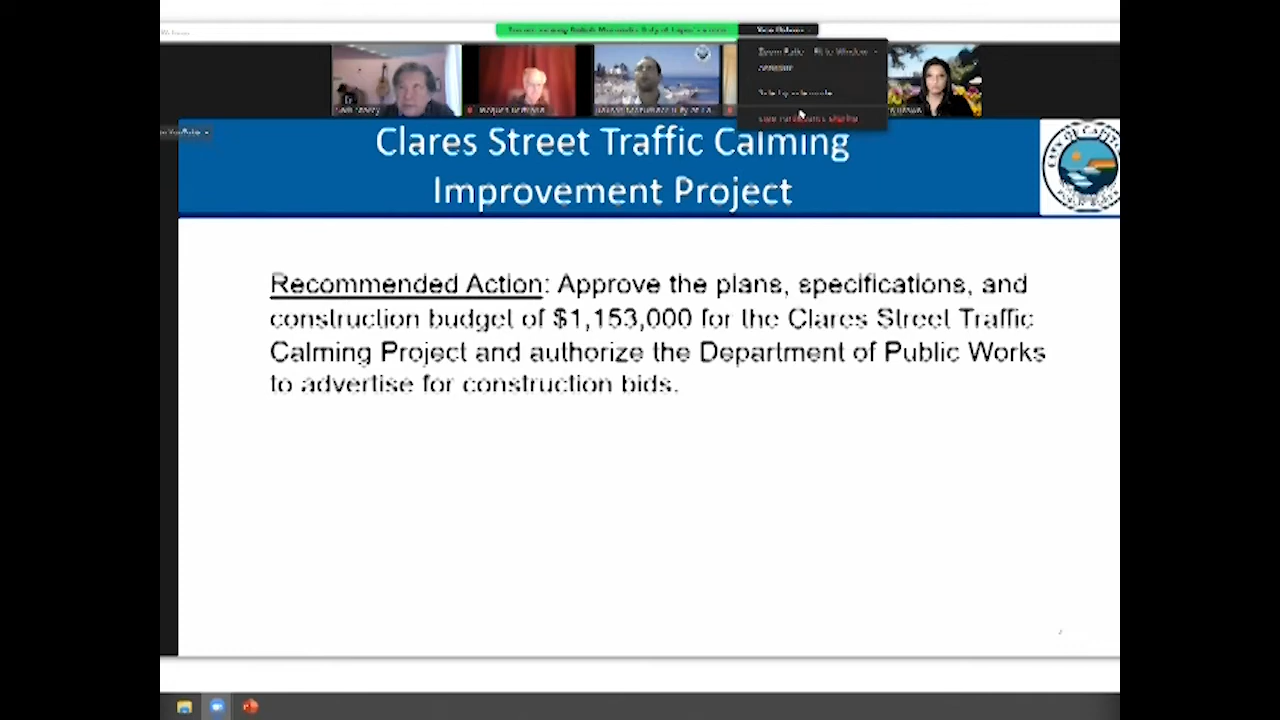 View Options
Clares Street Traffic Calming
Improvement Project
Recommended Action: Approve the plans, specifications, and
construction budget of $1,153,000 for the Clares Street Traffic
Calming Project and authorize the Department of Public Works
to advertise for construction bids.